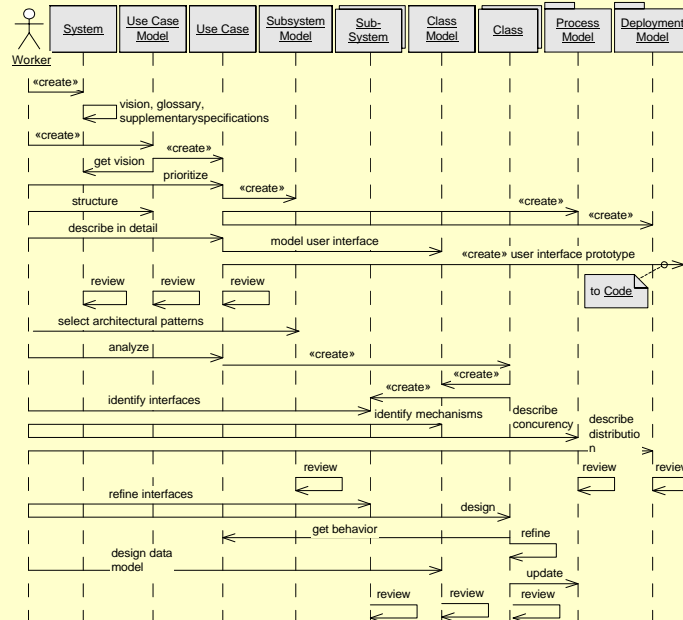 System
Use Case
Model
Use Case
Subsystem
Model
Sub-
System
Class
Model
Class
Process
Model
Deployment
Model
Worker
«create»
vision, glossary,
supplementaryspecifications
«create»
«create»
get vision
prioritize
«create»
structure
«create»
«create»
describe in detail
model user interface
«create» user interface prototype
review
review
review
to Code
select architectural patterns
analyze
«create»
«create»
«create»
identify interfaces
identify mechanisms
describe
concurency
describe
distributio
n
review
review
review
refine interfaces
design
get behavior
refine
design data
model
update
review
review
review